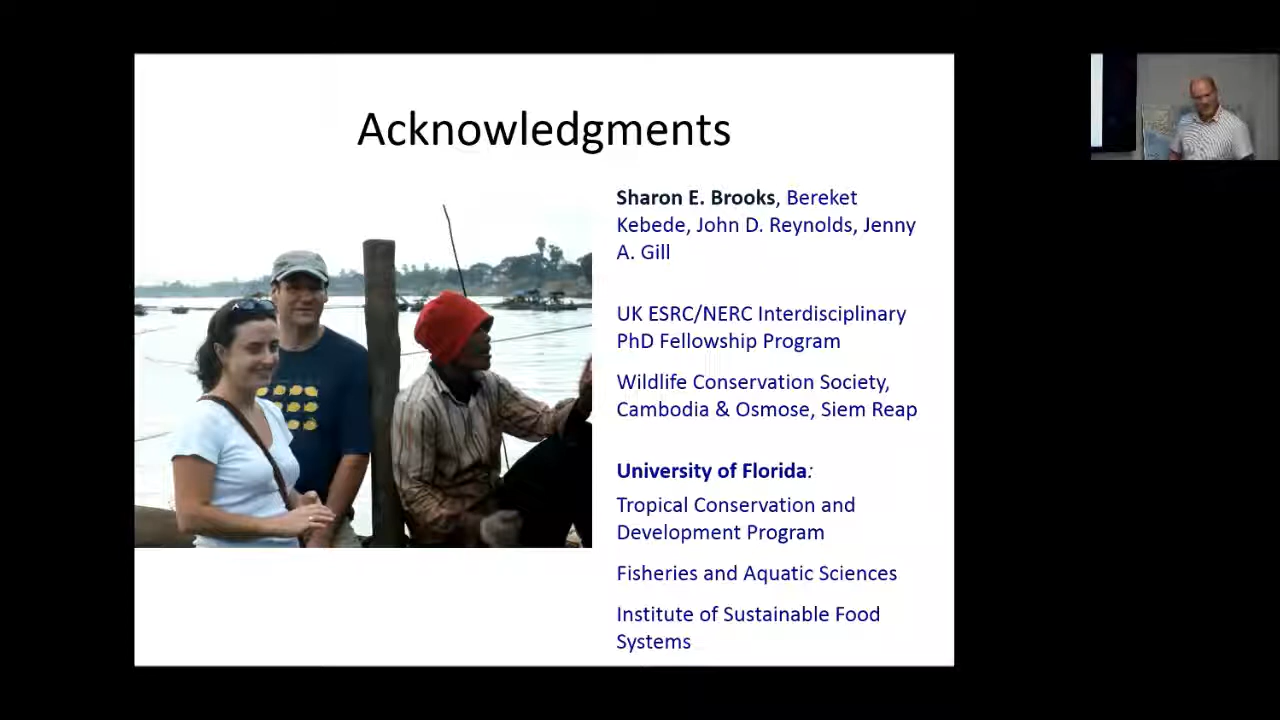 Acknowledgments
Sharon E. Brooks, Bereket
Kebede, John D. Reynolds, Jenny
A. Gill
UK ESRC/NERC Interdisciplinary
PhD Fellowship Program
Wildlife Conservation Society,
Cambodia & Osmose, Siem Reap
University of Florida:
Tropical Conservation and
Development Program
Fisheries and Aquatic Sciences
Institute of Sustainable Food
Systems